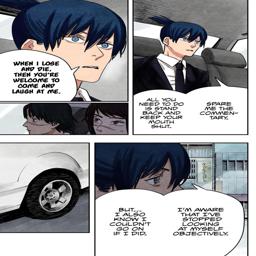 WHEN I LOSE
AND DIE,
THEN YOU'RE
WELCOME TO
COME AND
LAUGH AT ME.
SPARE ME
THE
COMMEN-
TARY.
ALL YOU
NEED TO DO
IS STAND
BACK AND
KEEP YOUR
MOUTH
SHUT.
I'M AWARE
THAT I'VE
STOPPED
LOOKING
AT MYSELF
OBJECTIVELY.
BUT...
I ALSO
KNOW I
COULDN'T
GO ON
IF I DID.